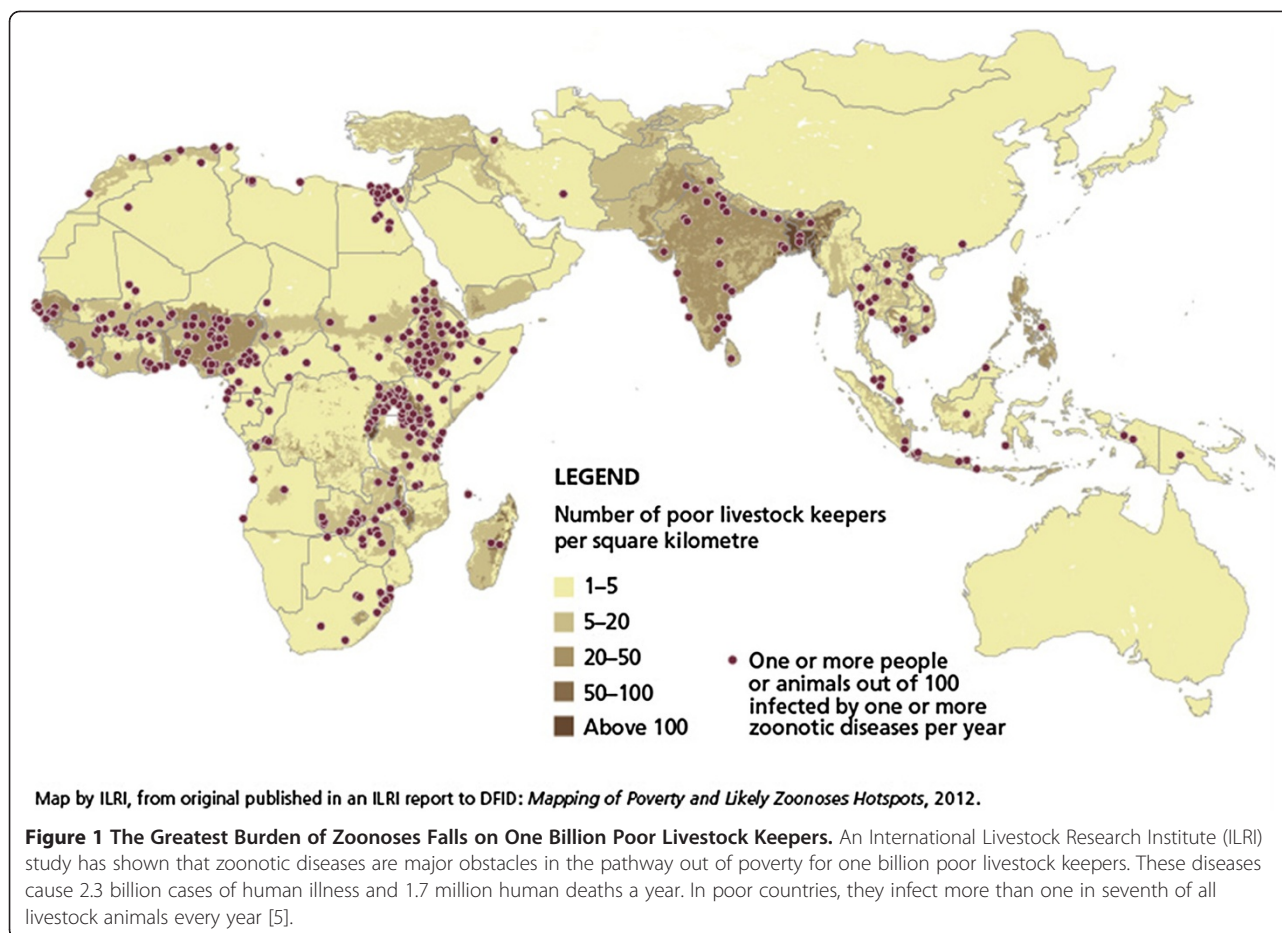 LEGEND
Number of poor livestock keepers
per square kilometre
1–5
5–20
20–50
50–100
Above 100
One or more people
or animals out of 100
infected by one or more
zoonotic diseases per year
Map by ILRI, from original published in an ILRI report to DFID: Mapping of Poverty and Likely Zoonoses Hotspots, 2012.
Figure 1 The Greatest Burden of Zoonoses Falls on One Billion Poor Livestock Keepers. An International Livestock Research Institute (ILRI)
study has shown that zoonotic diseases are major obstacles in the pathway out of poverty for one billion poor livestock keepers. These diseases
cause 2.3 billion cases of human illness and 1.7 million human deaths a year. In poor countries, they infect more than one in seventh of all
livestock animals every year [5].